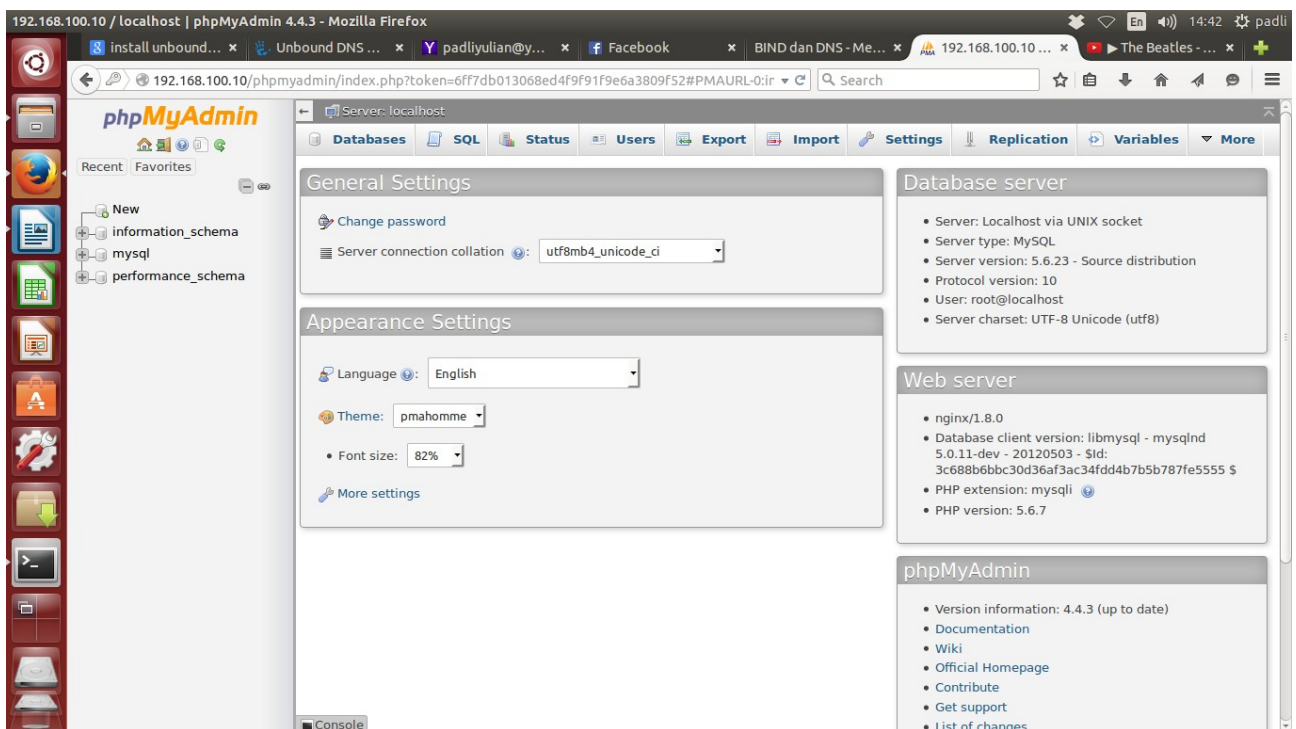 192.168.100.10 / localhost | phpMyAdmin 4.4.3 - Mozilla Firefox
En 14:42 padli
install unbound... × Unbound DNS ... × padliyulian@y... × Facebook × BIND dan DNS - Me... × 192.168.100.10 ... × ▶ The Beatles - ... ×
192.168.100.10/phpmyadmin/index.php?token=6ff7db013068ed4f9f91f9e6a3809f52#PMAURL-0:ir Search
phpMyAdmin
Recent Favorites
New
information_schema
mysql
performance_schema
Server: localhost
Databases SQL Status Users Export Import Settings Replication Variables More
General Settings
Change password
Server connection collation : utf8mb4_unicode_ci
Appearance Settings
Language : English
Theme: pmahomme
• Font size: 82%
More settings
Database server
• Server: Localhost via UNIX socket
• Server type: MySQL
• Server version: 5.6.23 - Source distribution
• Protocol version: 10
• User: root@localhost
• Server charset: UTF-8 Unicode (utf8)
Web server
• nginx/1.8.0
• Database client version: libmysql - mysqlnd
5.0.11-dev - 20120503 - $Id:
3c688b6bbc30d36af3ac34fdd4b7b5b787fe5555 $
• PHP extension: mysqli
• PHP version: 5.6.7
phpMyAdmin
• Version information: 4.4.3 (up to date)
• Documentation
• Wiki
• Official Homepage
• Contribute
• Get support
• List of changes
Console